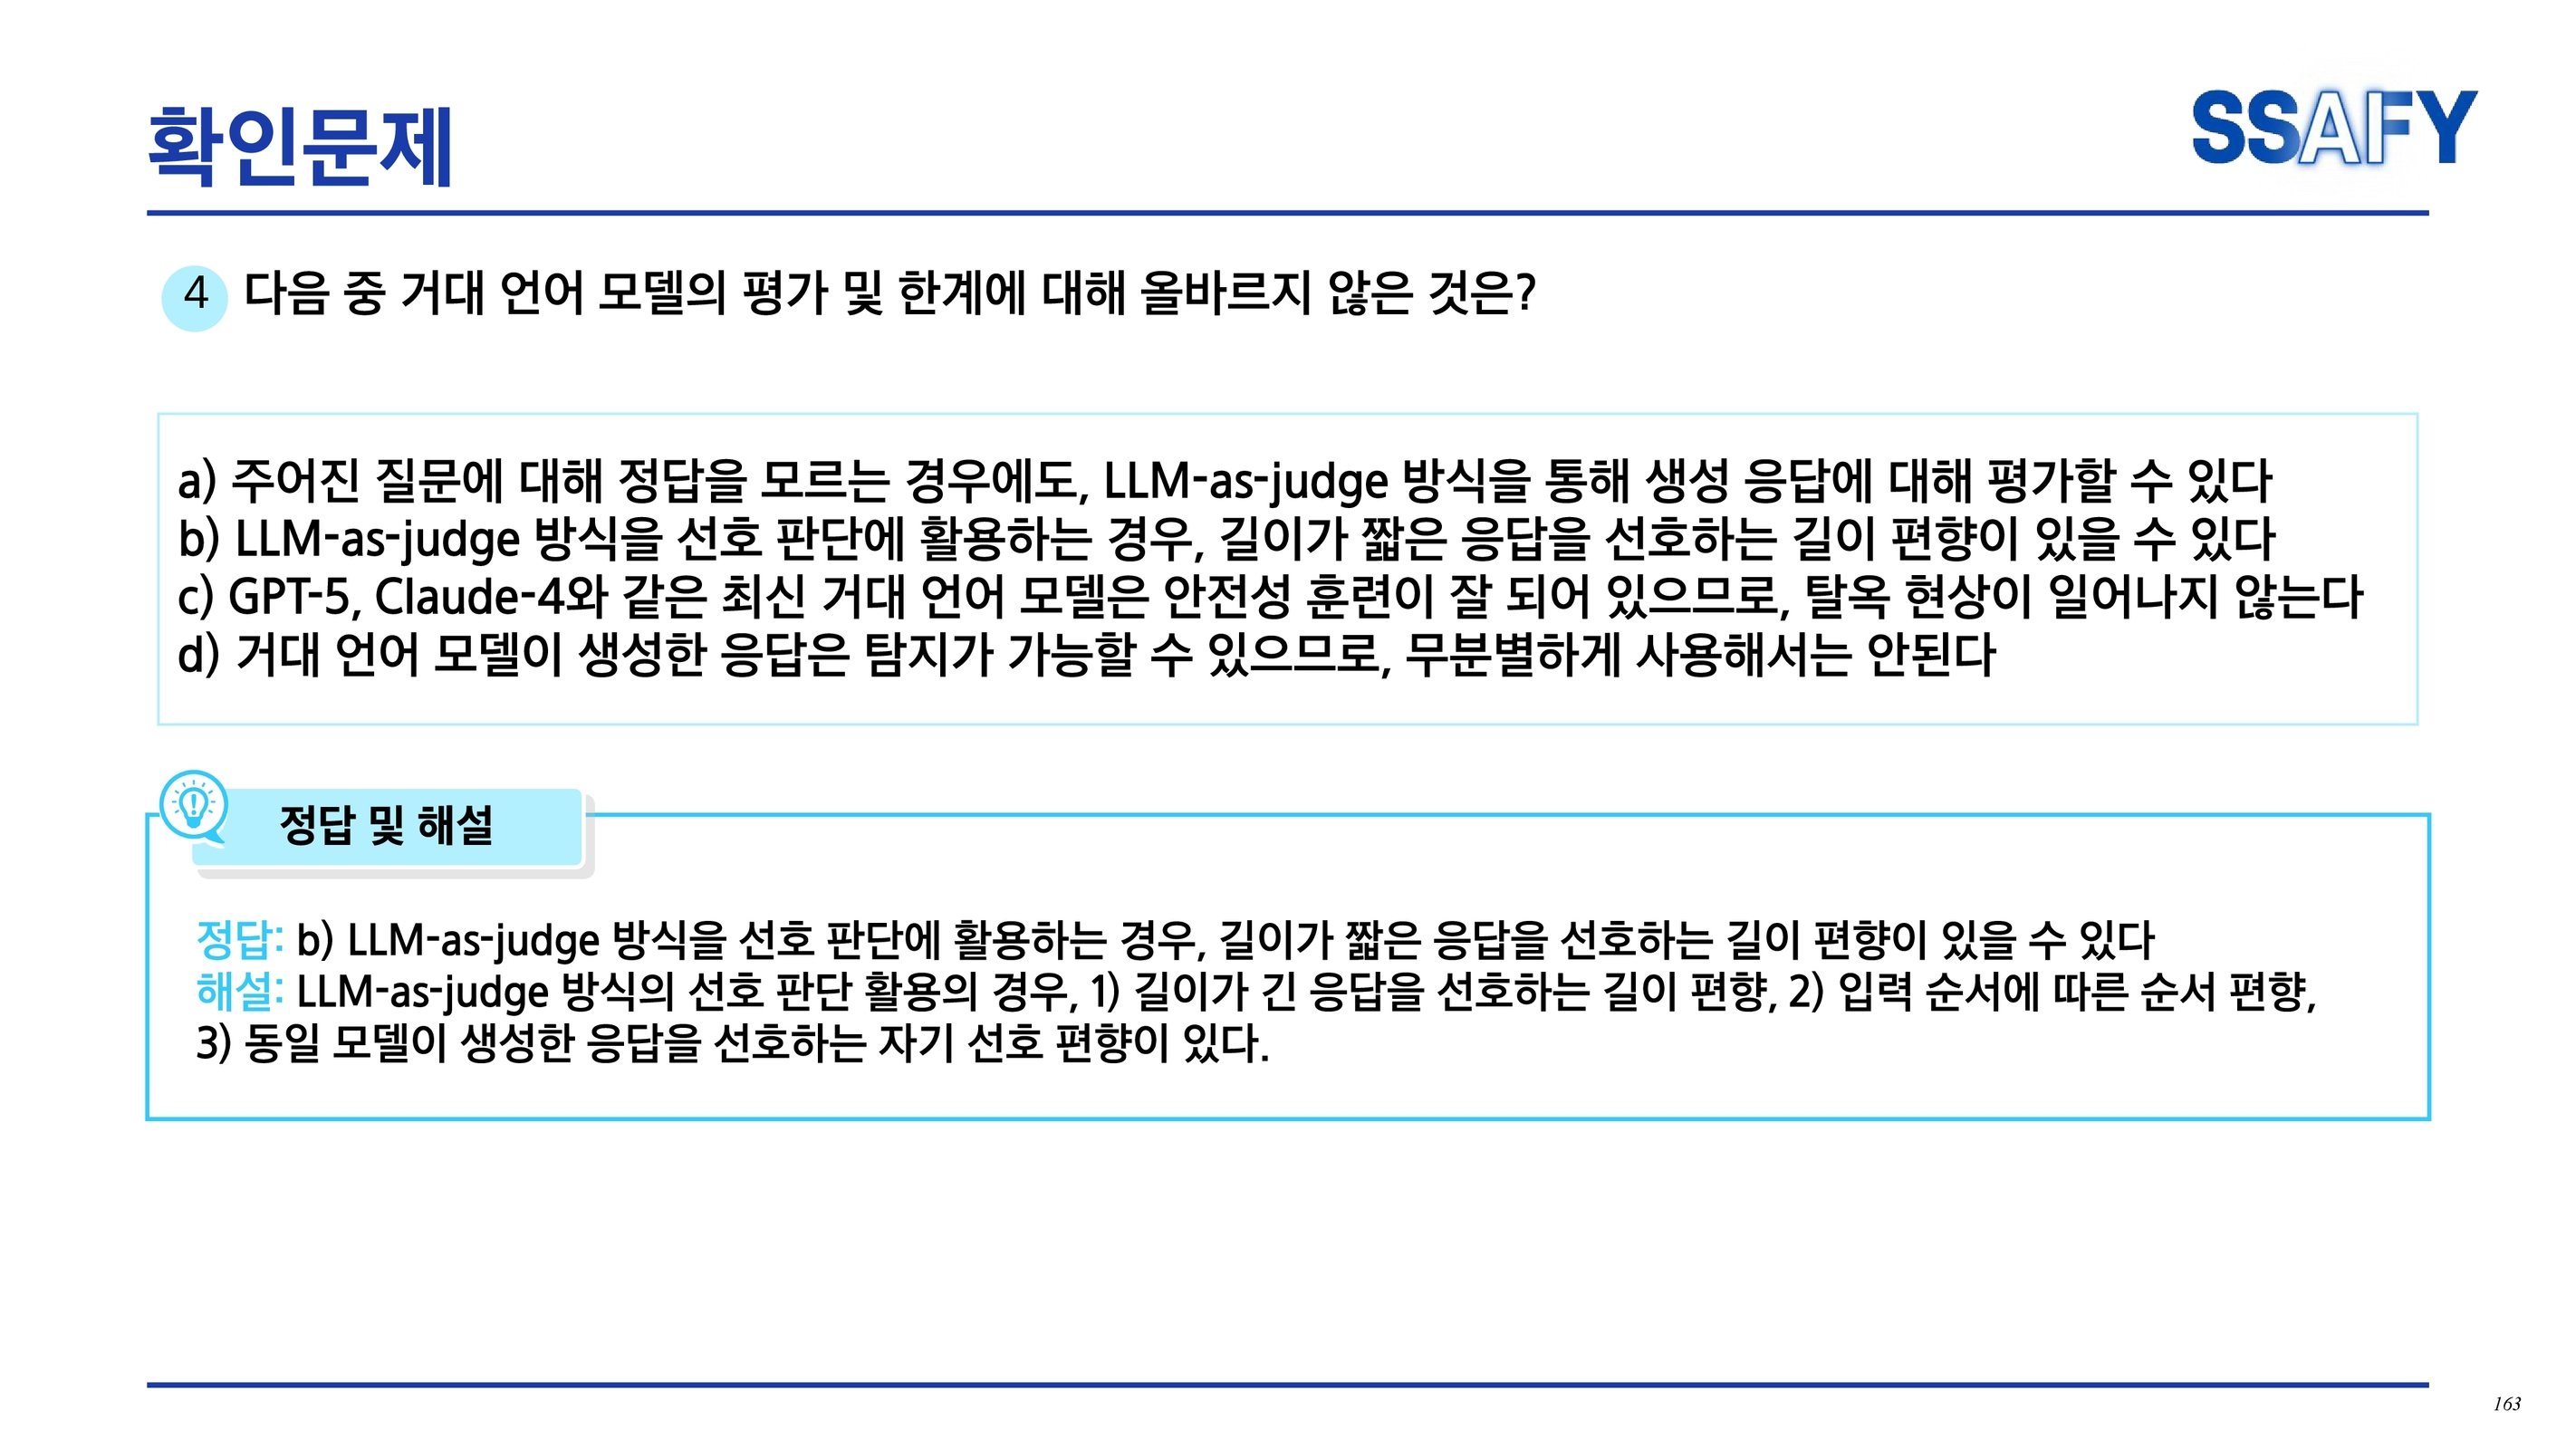 확인문제
SSAFY
4 다음 중 거대 언어 모델의 평가 및 한계에 대해 올바르지 않은 것은?
a) 주어진 질문에 대해 정답을 모르는 경우에도, LLM-as-judge 방식을 통해 생성 응답에 대해 평가할 수 있다
b) LLM-as-judge 방식을 선호 판단에 활용하는 경우, 길이가 짧은 응답을 선호하는 길이 편향이 있을 수 있다
c) GPT-5, Claude-4와 같은 최신 거대 언어 모델은 안전성 훈련이 잘 되어 있으므로, 탈옥 현상이 일어나지 않는다
d) 거대 언어 모델이 생성한 응답은 탐지가 가능할 수 있으므로, 무분별하게 사용해서는 안된다
정답 및 해설
정답: b) LLM-as-judge 방식을 선호 판단에 활용하는 경우, 길이가 짧은 응답을 선호하는 길이 편향이 있을 수 있다
해설: LLM-as-judge 방식의 선호 판단 활용의 경우, 1) 길이가 긴 응답을 선호하는 길이 편향, 2) 입력 순서에 따른 순서 편향,
3) 동일 모델이 생성한 응답을 선호하는 자기 선호 편향이 있다.
163